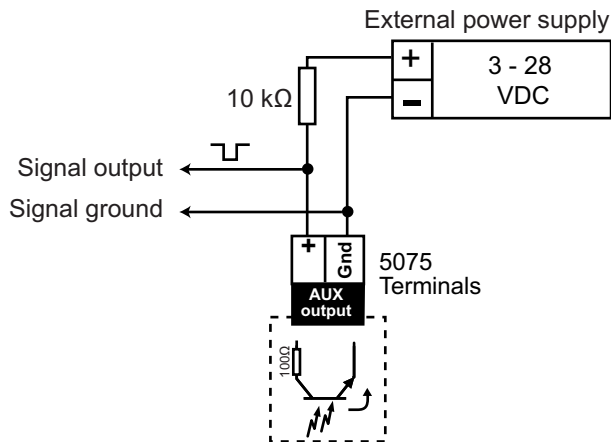 External power supply
+
3 - 28
VDC
−
10 kΩ
Signal output
Signal ground
+
Gnd
5075
Terminals
AUX
output
100Ω